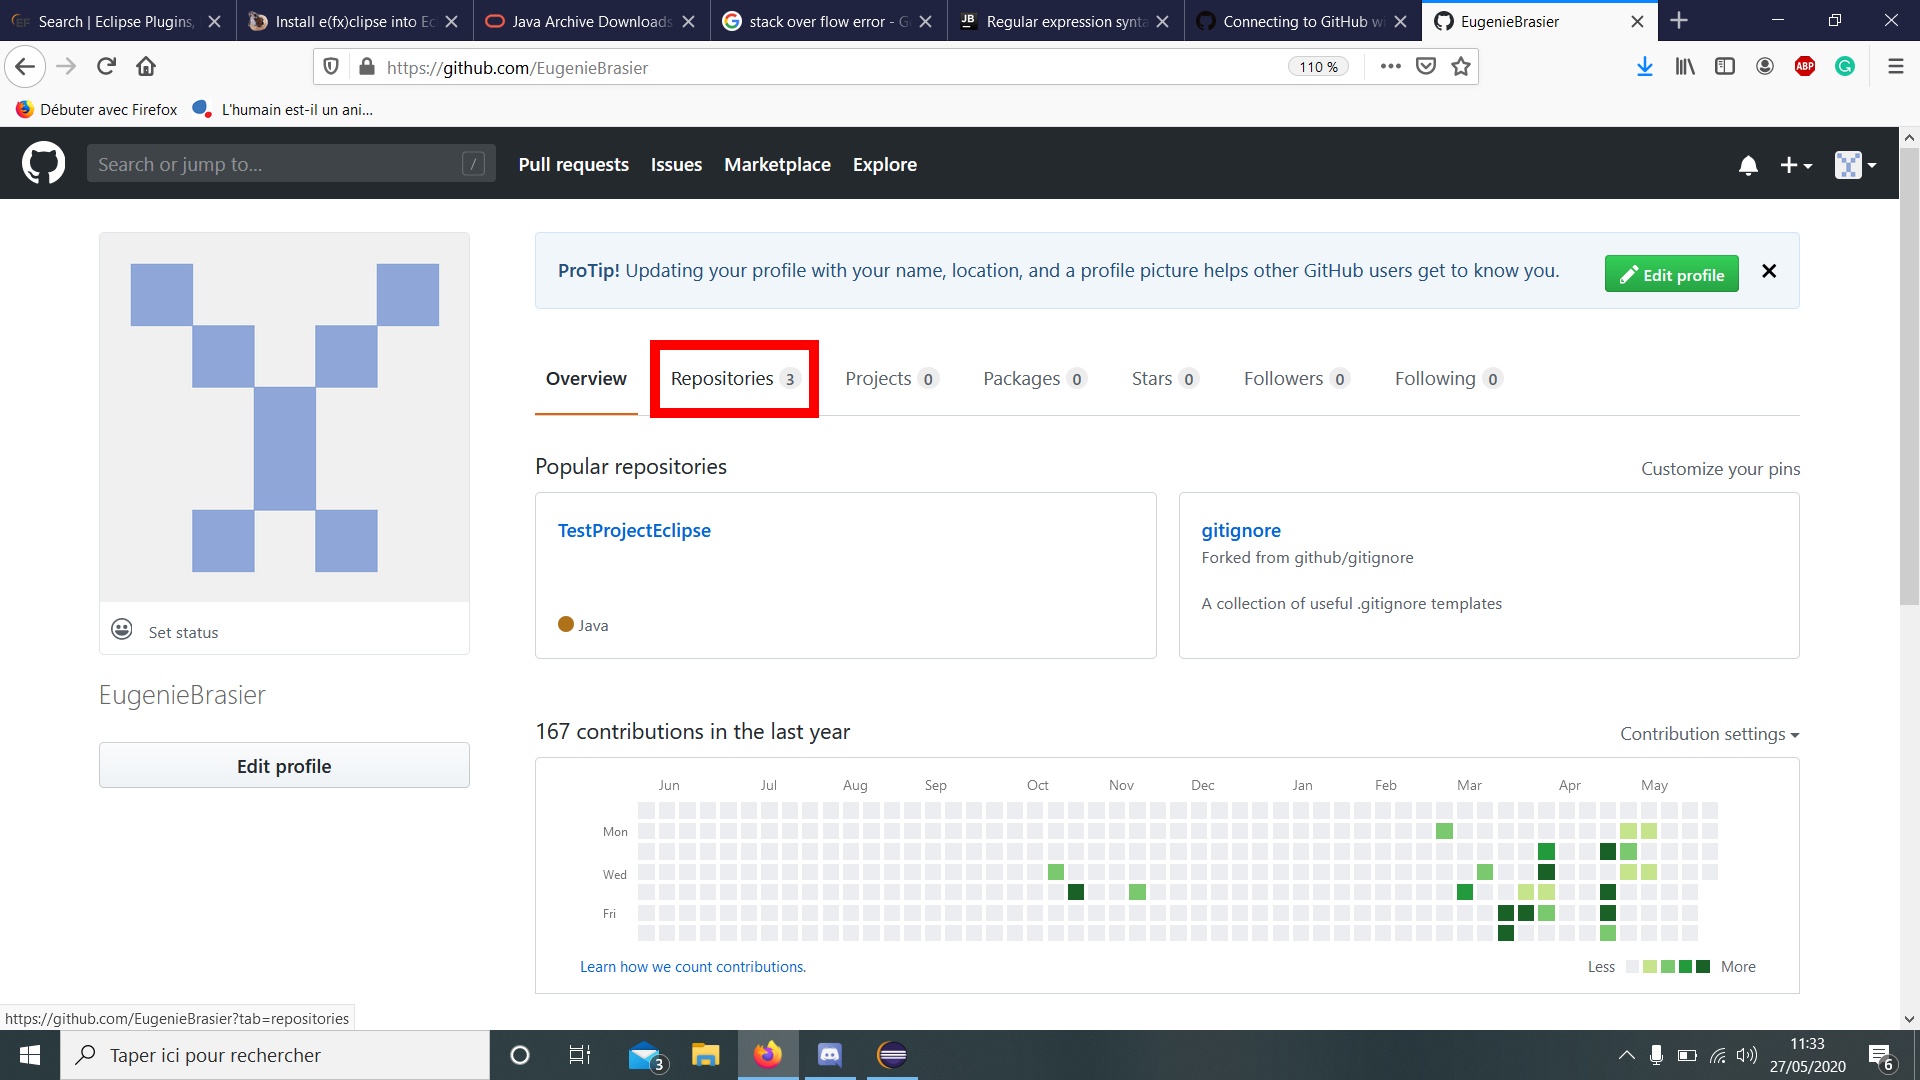 Search | Eclipse Plugins,
Install e(fx)clipse into Ec
Java Archive Downloads
stack over flow error - G
JB
Regular expression synta
Connecting to GitHub wi
EugenieBrasier
https://github.com/EugenieBrasier
110 %
ABP
Débuter avec Firefox
L'humain est-il un ani...
Search or jump to...
/
Pull requests
Issues
Marketplace
Explore
ProTip! Updating your profile with your name, location, and a profile picture helps other GitHub users get to know you.
Edit profile
Overview
Repositories 3
Projects 0
Packages 0
Stars 0
Followers 0
Following 0
Popular repositories
Customize your pins
TestProjectEclipse
Java
gitignore
Forked from github/gitignore
A collection of useful .gitignore templates
Set status
EugenieBrasier
Edit profile
167 contributions in the last year
Contribution settings
Jun Jul Aug Sep Oct Nov Dec Jan Feb Mar Apr May
Mon
Wed
Fri
Learn how we count contributions.
Less
More
https://github.com/EugenieBrasier?tab=repositories
Taper ici pour rechercher
3
11:33
27/05/2020
6